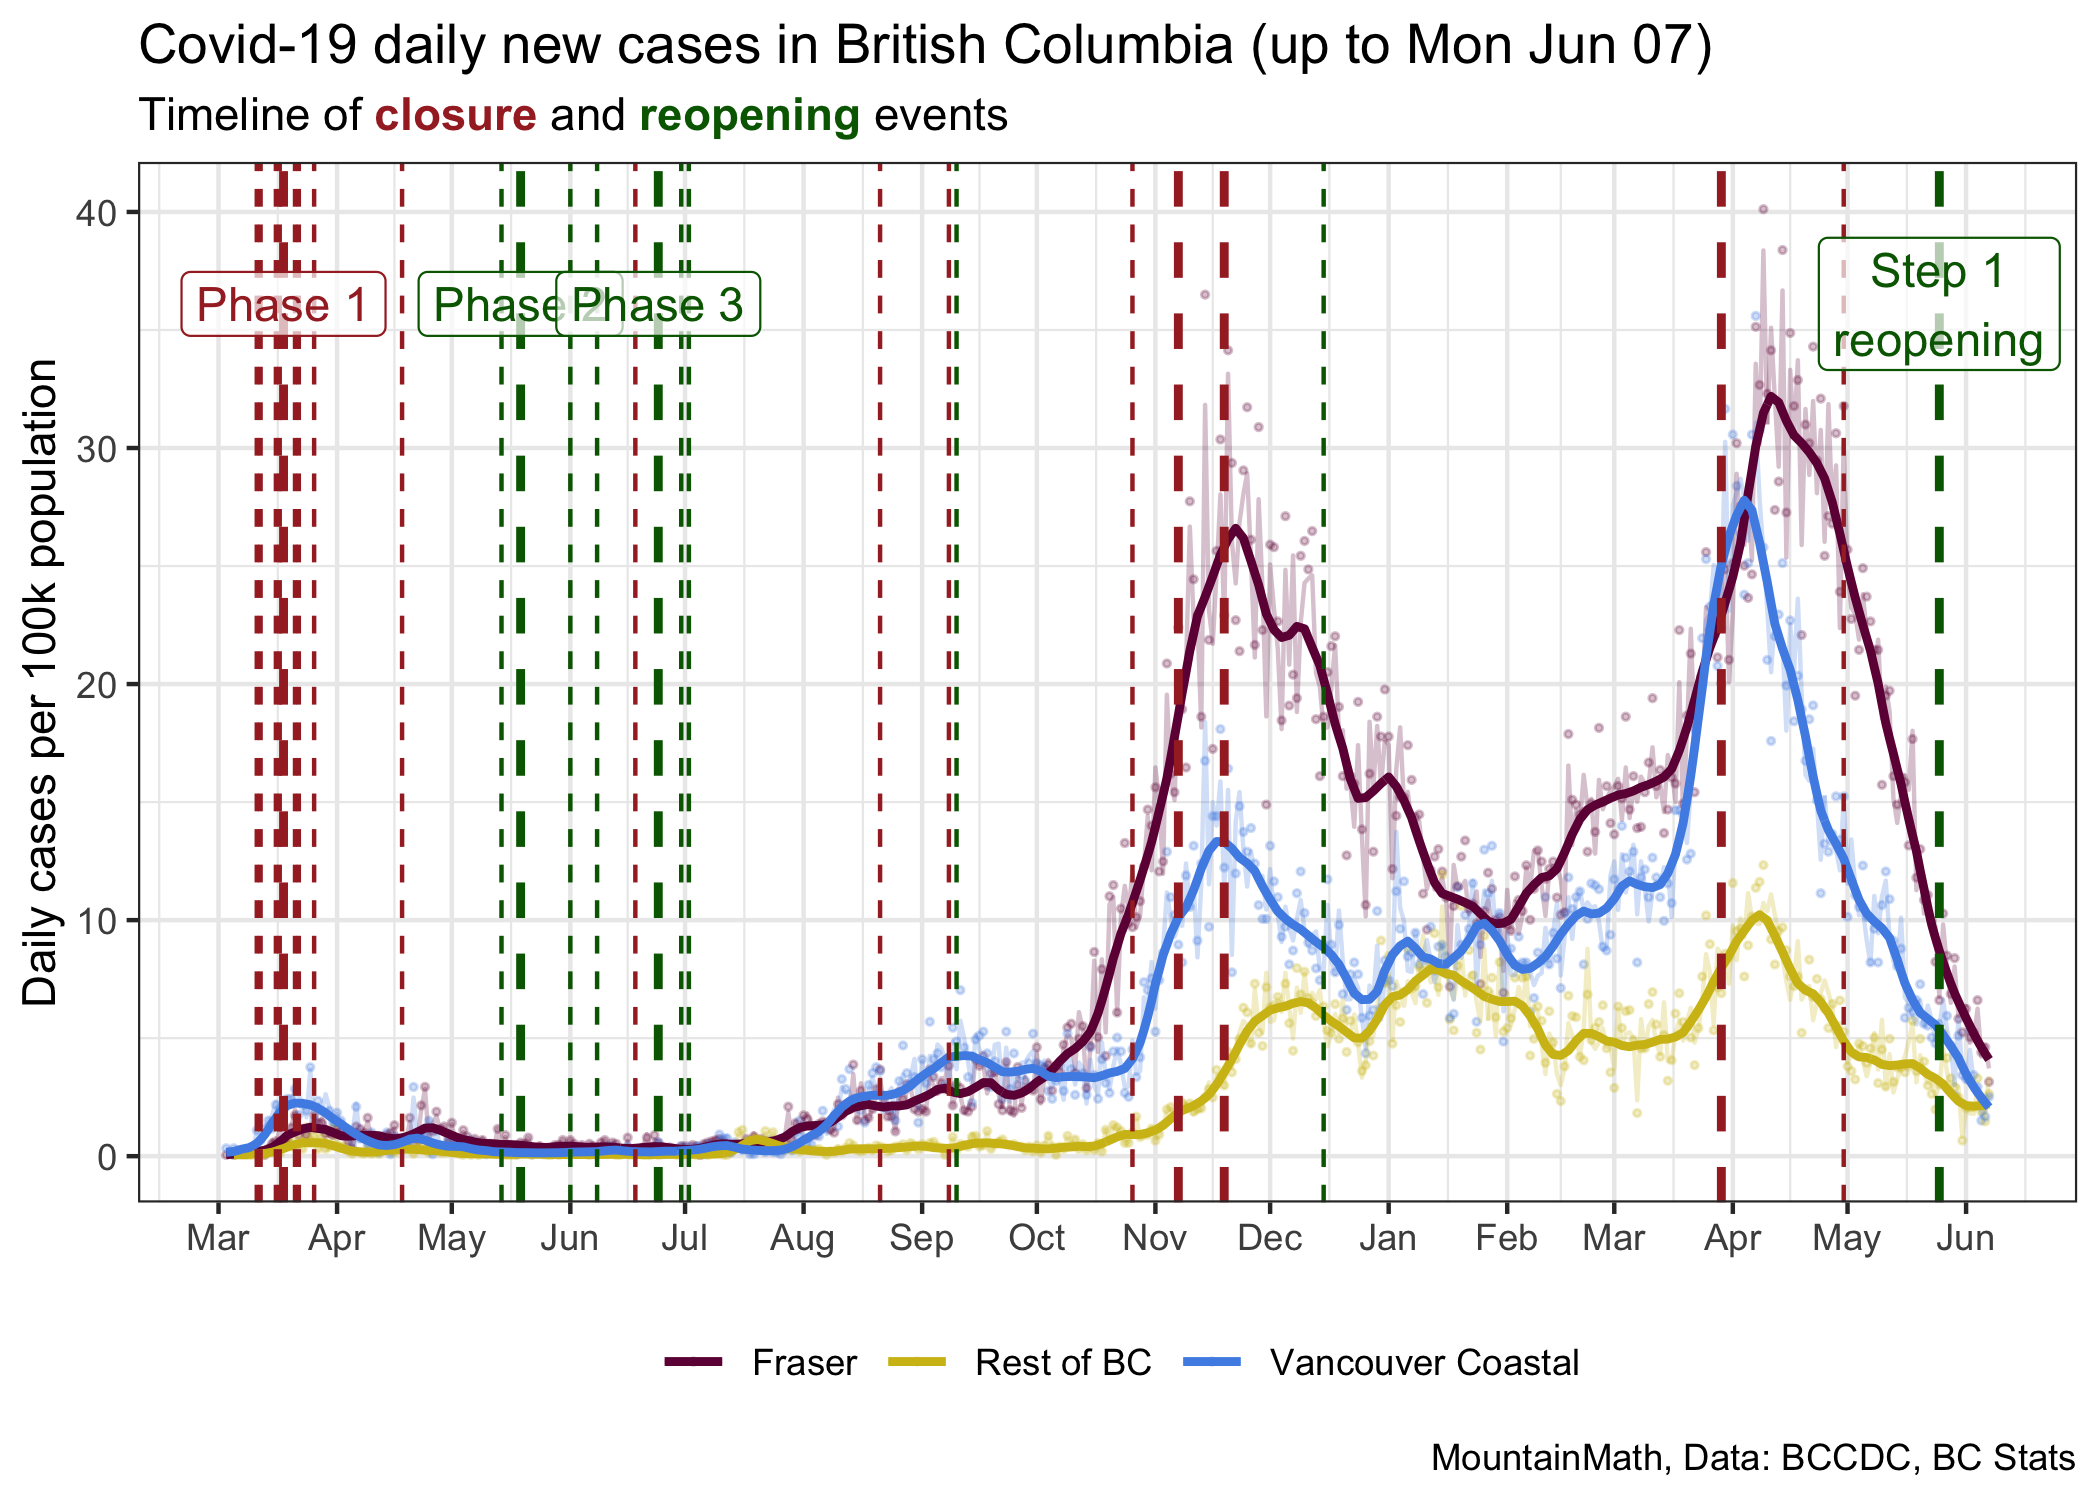 Covid-19 daily new cases in British Columbia (up to Mon Jun 07)
Timeline of closure and reopening events
Daily cases per 100k population
40
30
20
10
0
Phase 1
Phase 2
Phase 3
Step 1
reopening
Mar Apr May Jun Jul Aug Sep Oct Nov Dec Jan Feb Mar Apr May Jun
Fraser Rest of BC Vancouver Coastal
MountainMath, Data: BCCDC, BC Stats